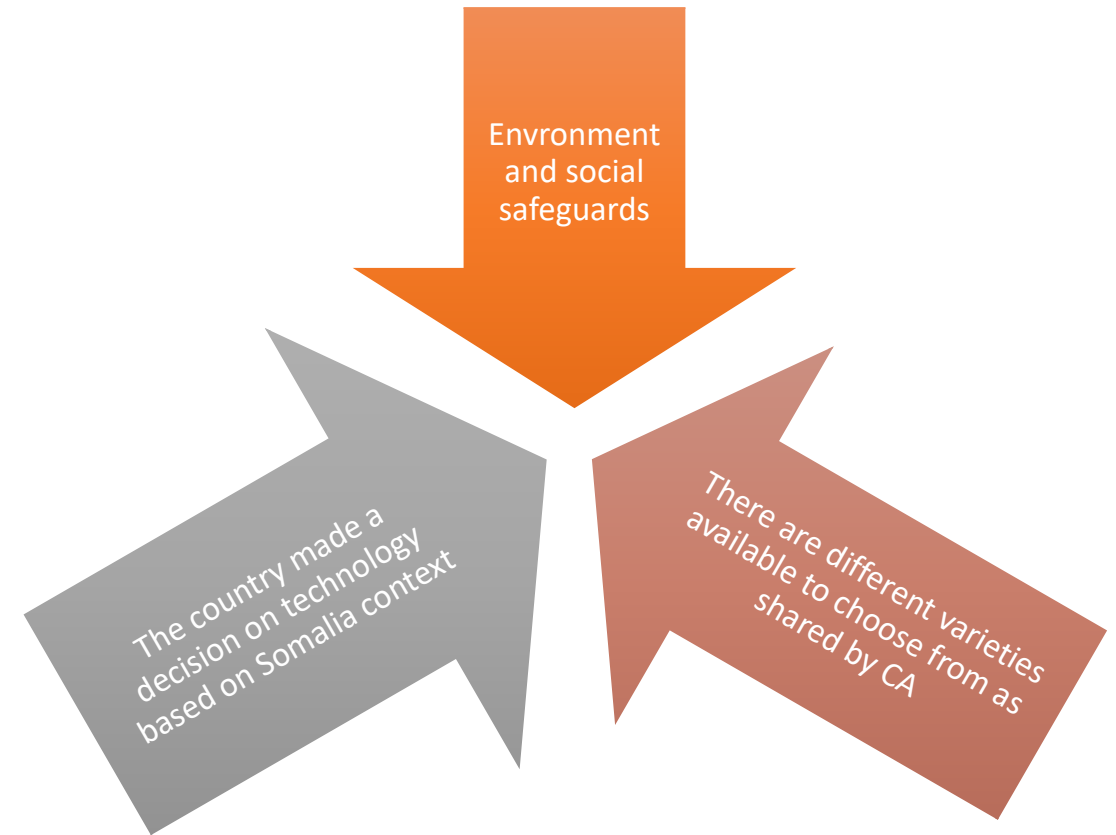 Envronment
and social
safeguards
The country made a
decision on technology
based on Somalia context
There are different varieties
available to choose from as
shared by CA